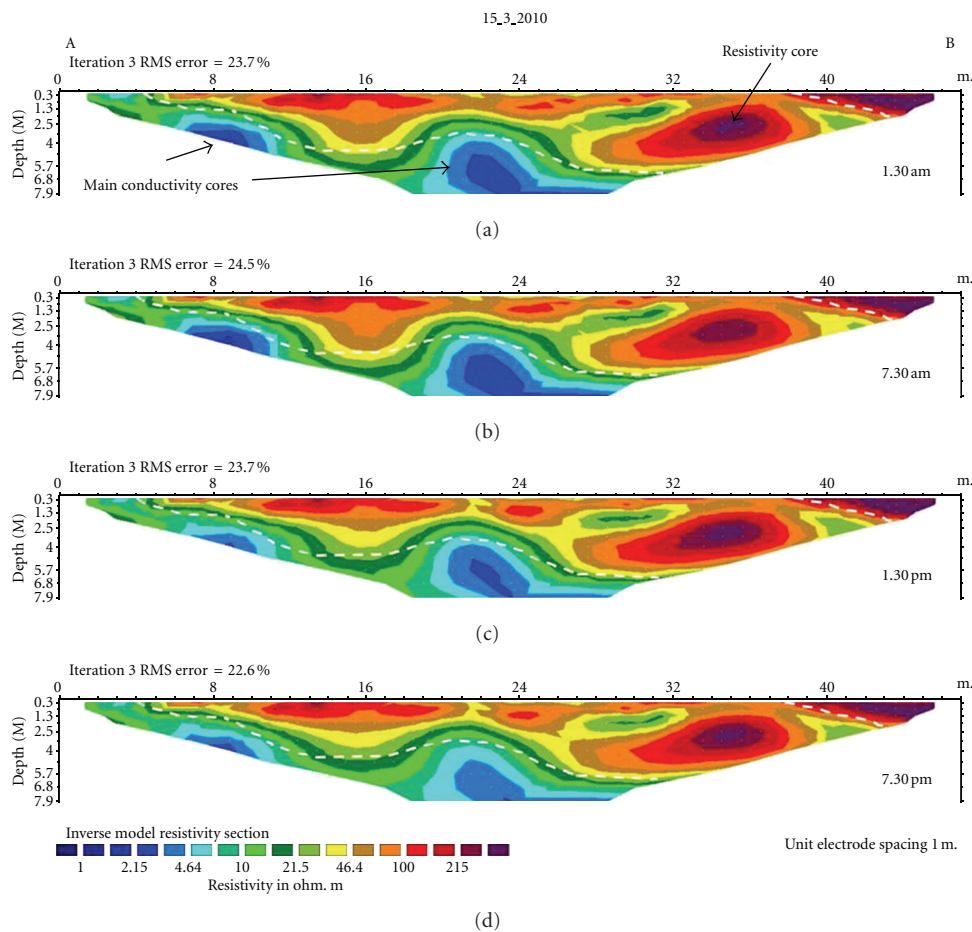 15_3_2010
A B
Iteration 3 RMS error = 23.7%
0 8 16 24 32 40 m.
Resistivity core
Depth (M)
0.3
1.3
2.5
4
5.7
6.8
7.9
Main conductivity cores
1.30 am
(a)
Iteration 3 RMS error = 24.5%
0 8 16 24 32 40 m.
Depth (M)
0.3
1.3
2.5
4
5.7
6.8
7.9
7.30 am
(b)
Iteration 3 RMS error = 23.7%
0 8 16 24 32 40 m.
Depth (M)
0.3
1.3
2.5
4
5.7
6.8
7.9
1.30 pm
(c)
Iteration 3 RMS error = 22.6%
0 8 16 24 32 40 m.
Depth (M)
0.3
1.3
2.5
4
5.7
6.8
7.9
7.30 pm
Inverse model resistivity section
1 2.15 4.64 10 21.5 46.4 100 215
Resistivity in ohm. m
Unit electrode spacing 1 m.
(d)